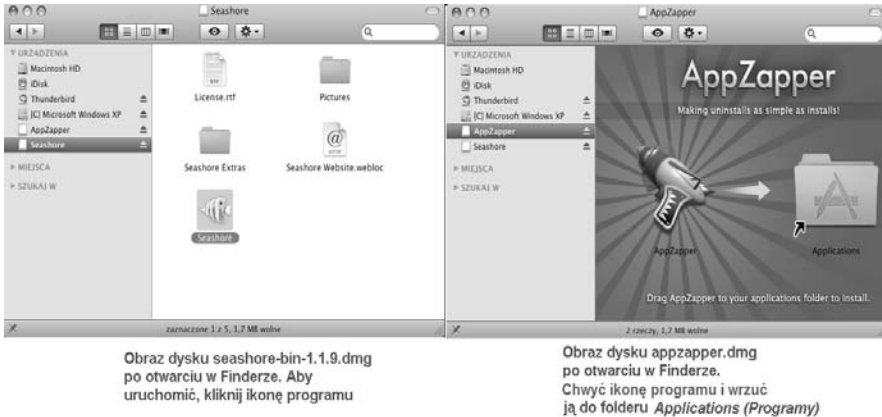 Seashore
URZĄDZENIA
Macintosh HD
iDisk
Thunderbird
[C] Microsoft Windows XP
AppZapper
Seashore
MIEJSCA
SZUKAJ W
License.rtf
Pictures
Seashore Extras
Seashore Website.webloc
Seashore
zaznaczone 1 z 5, 1,7 MB wolne
Obraz dysku seashore-bin-1.1.9.dmg
po otwarciu w Finderze. Aby
uruchomić, kliknij ikonę programu
AppZapper
URZĄDZENIA
Macintosh HD
iDisk
Thunderbird
[C] Microsoft Windows XP
AppZapper
Seashore
MIEJSCA
SZUKAJ W
AppZapper
Making uninstalls as simple as installs!
AppZapper
Applications
Drag AppZapper to your applications folder to install.
2 rzeczy, 1,7 MB wolne
Obraz dysku appzapper.dmg
po otwarciu w Finderze.
Chwyć ikonę programu i wrzuć
ją do folderu Applications (Programy)